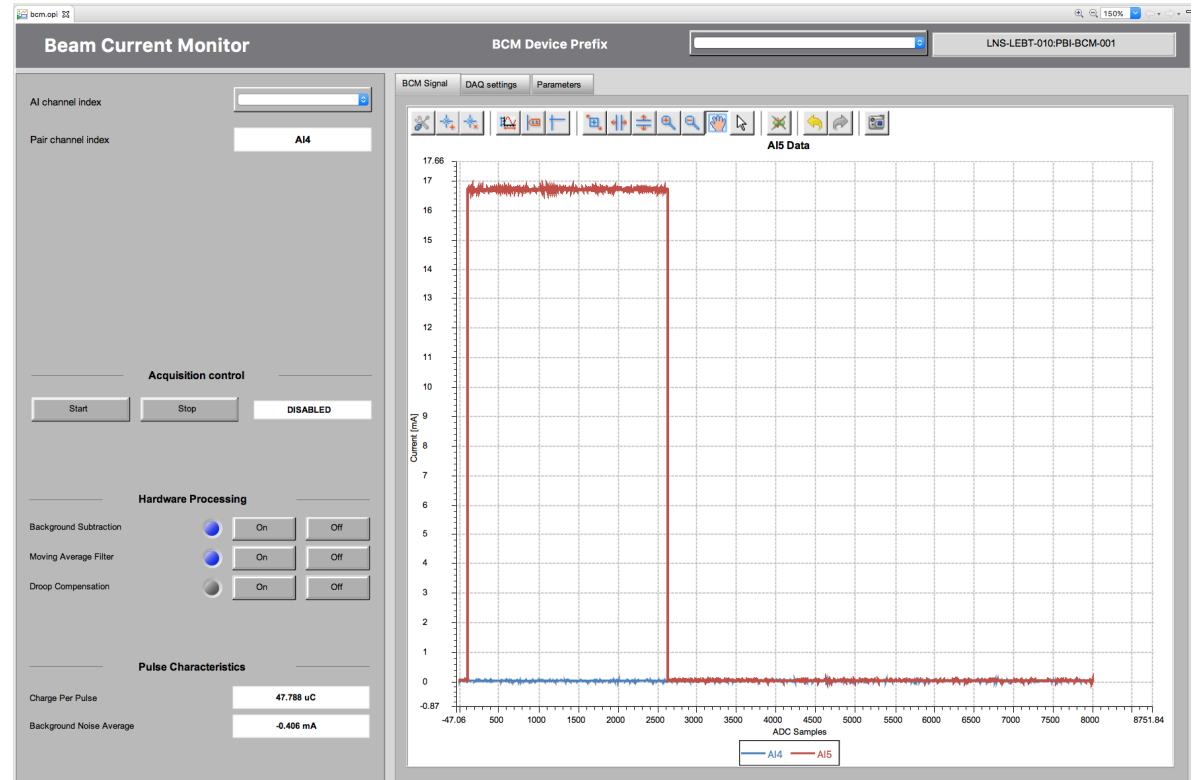 bcm.opi
150%
Beam Current Monitor
BCM Device Prefix
LNS-LEBT-010:PBI-BCM-001
AI channel index
Pair channel index
AI4
Acquisition control
Start
Stop
DISABLED
Hardware Processing
Background Subtraction
On
Off
Moving Average Filter
On
Off
Droop Compensation
On
Off
Pulse Characteristics
Charge Per Pulse
47.788 uC
Background Noise Average
-0.406 mA
BCM Signal
DAQ settings
Parameters
AI5 Data
17.66
17
16
15
14
13
12
11
10
9
8
7
6
5
4
3
2
1
0
-0.87
Current [mA]
-47.06
500
1000
1500
2000
2500
3000
3500
4000
4500
5000
5500
6000
6500
7000
7500
8000
8751.84
ADC Samples
AI4
AI5